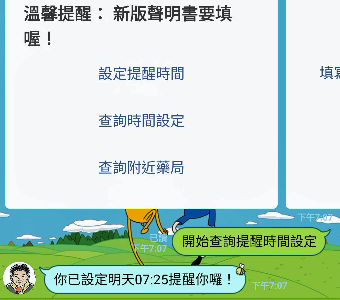 溫馨提醒： 新版聲明書要填
喔！
設定提醒時間
填寫
查詢時間設定
查詢附近藥局
下午7:07
已讀
下午7:07
開始查詢提醒時間設定
你已設定明天07:25提醒你囉！
下午7:07